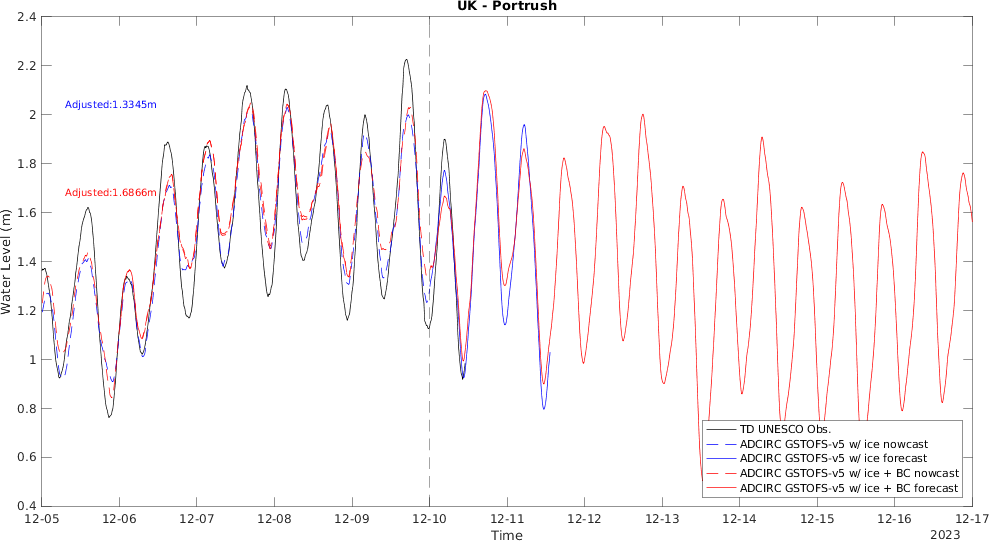 UK - Portrush
2.4
2.2
2
1.8
1.6
1.4
1.2
1
0.8
0.6
0.4
Water Level (m)
Adjusted:1.3345m
Adjusted:1.6866m
TD UNESCO Obs.
ADCIRC GSTOFS-v5 w/ ice nowcast
ADCIRC GSTOFS-v5 w/ ice forecast
ADCIRC GSTOFS-v5 w/ ice + BC nowcast
ADCIRC GSTOFS-v5 w/ ice + BC forecast
12-05 12-06 12-07 12-08 12-09 12-10 12-11 12-12 12-13 12-14 12-15 12-16 12-17
Time
2023